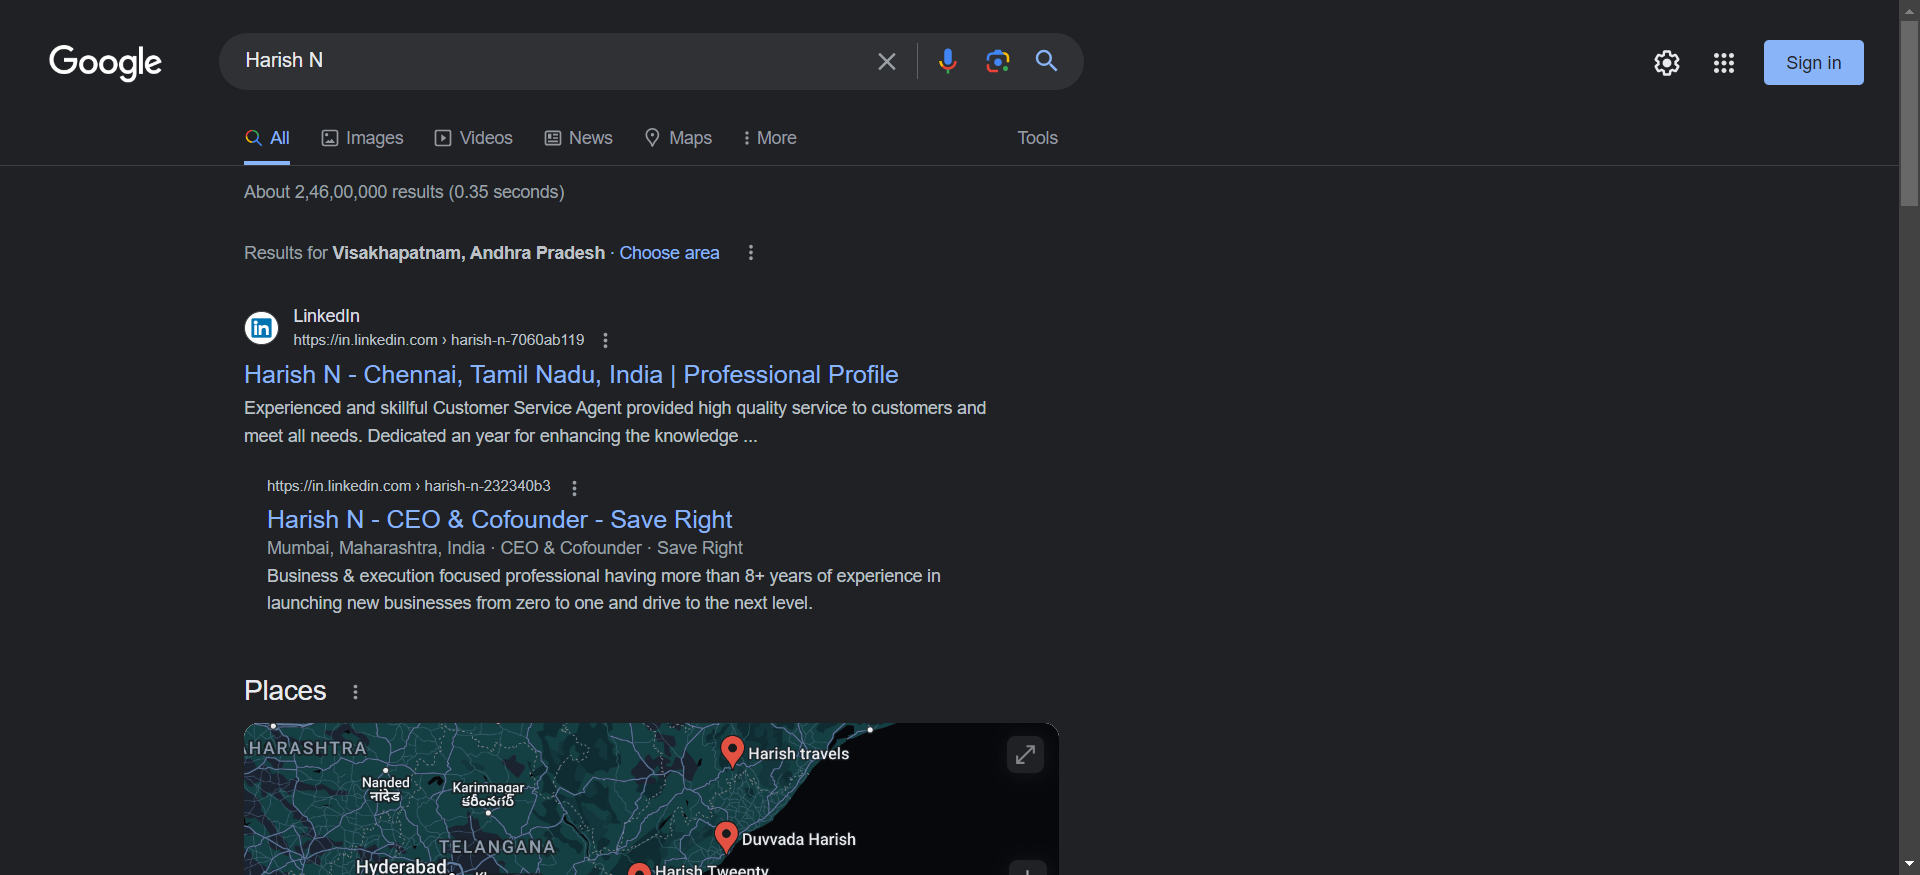 Google
Harish N
Sign in
All Images Videos News Maps More Tools
About 2,46,00,000 results (0.35 seconds)
Results for Visakhapatnam, Andhra Pradesh · Choose area
in
LinkedIn
https://in.linkedin.com › harish-n-7060ab119
Harish N - Chennai, Tamil Nadu, India | Professional Profile
Experienced and skillful Customer Service Agent provided high quality service to customers and
meet all needs. Dedicated an year for enhancing the knowledge ...
https://in.linkedin.com › harish-n-232340b3
Harish N - CEO & Cofounder - Save Right
Mumbai, Maharashtra, India · CEO & Cofounder · Save Right
Business & execution focused professional having more than 8+ years of experience in
launching new businesses from zero to one and drive to the next level.
Places
HARASHTRA
Harish travels
Nanded
नांदेड
Karimnagar
కరీంనగర్
Duvvada Harish
TELANGANA
Hyderabad
Harish Tweenty